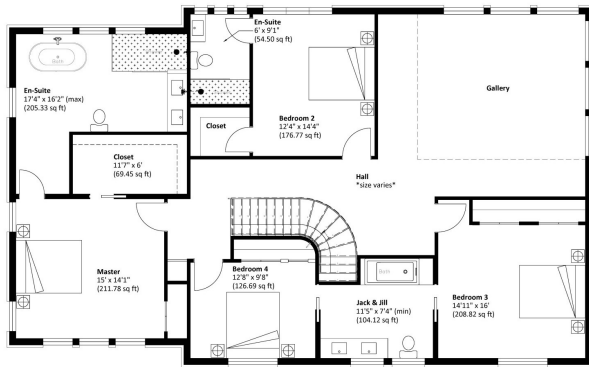 En-Suite
6' x 9'1"
(54.50 sq ft)
Bath
En-Suite
17'4" x 16'2" (max)
(205.33 sq ft)
Gallery
Closet
Bedroom 2
12'4" x 14'4"
(176.77 sq ft)
Closet
11'7" x 6'
(69.45 sq ft)
Hall
*size varies*
Master
15' x 14'1"
(211.78 sq ft)
Bedroom 4
12'8" x 9'8"
(126.69 sq ft)
Bath
Jack & Jill
11'5" x 7'4" (min)
(104.12 sq ft)
Bedroom 3
14'11" x 16'
(208.82 sq ft)